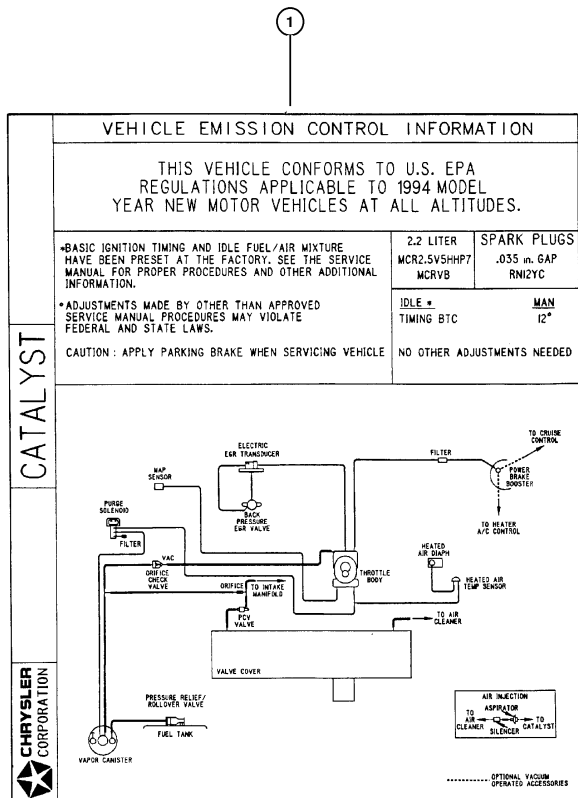 1
VEHICLE EMISSION CONTROL INFORMATION
THIS VEHICLE CONFORMS TO U.S. EPA
REGULATIONS APPLICABLE TO 1994 MODEL
YEAR NEW MOTOR VEHICLES AT ALL ALTITUDES.
*BASIC IGNITION TIMING AND IDLE FUEL/AIR MIXTURE
HAVE BEEN PRESET AT THE FACTORY. SEE THE SERVICE
MANUAL FOR PROPER PROCEDURES AND OTHER ADDITIONAL
INFORMATION.
*ADJUSTMENTS MADE BY OTHER THAN APPROVED
SERVICE MANUAL PROCEDURES MAY VIOLATE
FEDERAL AND STATE LAWS.
CAUTION : APPLY PARKING BRAKE WHEN SERVICING VEHICLE
2.2 LITER
MCR2.5V5HHP7
MCRVB
SPARK PLUGS
.035 in. GAP
RN12YC
IDLE * MAN
TIMING BTC 12°
NO OTHER ADJUSTMENTS NEEDED
CATALYST
CHRYSLER
CORPORATION
TO CRUISE
CONTROL
ELECTRIC
EGR TRANSDUCER
FILTER
MAP
SENSOR
POWER
BRAKE
BOOSTER
PURGE
SOLENOID
BACK
PRESSURE
EGR VALVE
TO HEATER
A/C CONTROL
FILTER
HEATED
AIR DIAPH
VAC
ORIFICE
CHECK
VALVE
THROTTLE
BODY
HEATED AIR
TEMP SENSOR
ORIFICE
TO INTAKE
MANIFOLD
PCV
VALVE
TO AIR
CLEANER
VALVE COVER
PRESSURE RELIEF/
ROLLOVER VALVE
FUEL TANK
VAPOR CANISTER
AIR INJECTION
ASPIRATOR
TO
AIR
CLEANER
TO
CATALYST
SILENCER
OPTIONAL VACUUM
OPERATED ACCESSORIES